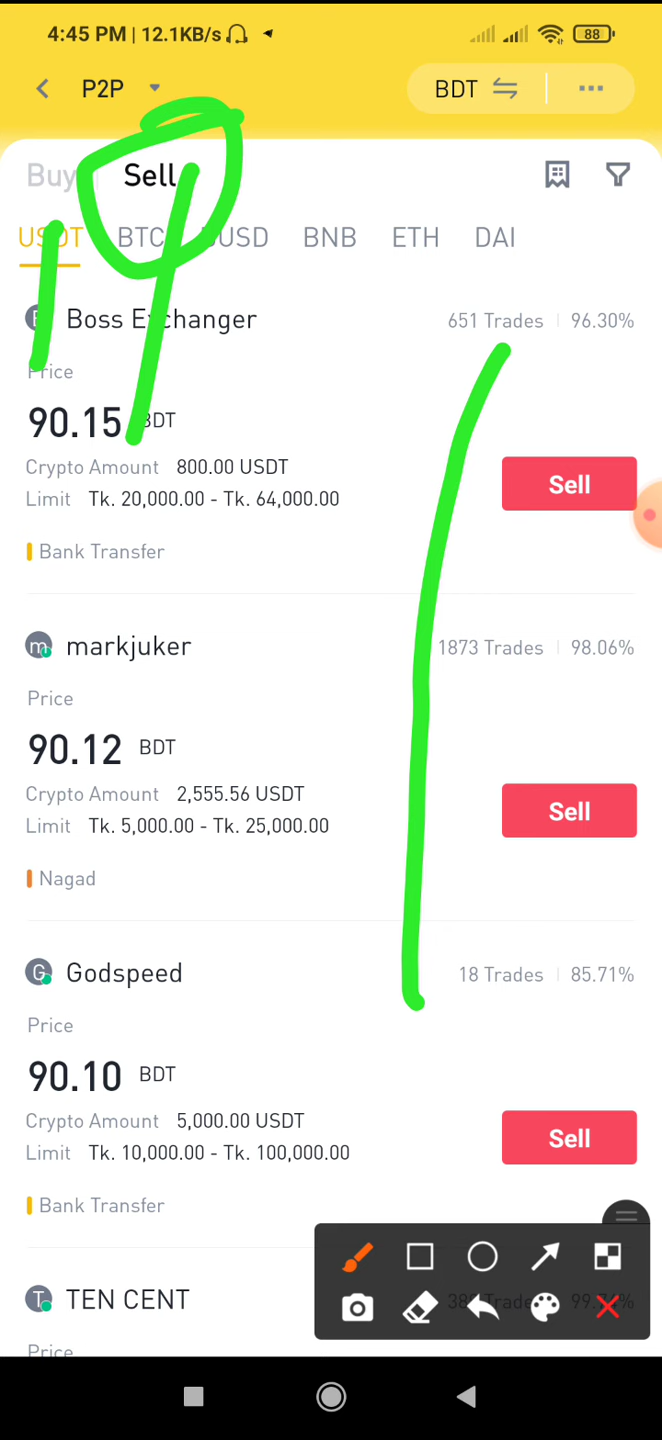 4:45 PM | 12.1KB/s 88
P2P BDT
Buy Sell
USDT BTC BUSD BNB ETH DAI
Boss Exchanger 651 Trades 96.30%
Price
90.15 BDT
Crypto Amount 800.00 USDT
Limit Tk. 20,000.00 - Tk. 64,000.00
Sell
Bank Transfer
m markjuker 1873 Trades 98.06%
Price
90.12 BDT
Crypto Amount 2,555.56 USDT
Limit Tk. 5,000.00 - Tk. 25,000.00
Sell
Nagad
G Godspeed 18 Trades 85.71%
Price
90.10 BDT
Crypto Amount 5,000.00 USDT
Limit Tk. 10,000.00 - Tk. 100,000.00
Sell
Bank Transfer
T TEN CENT Trades
Price